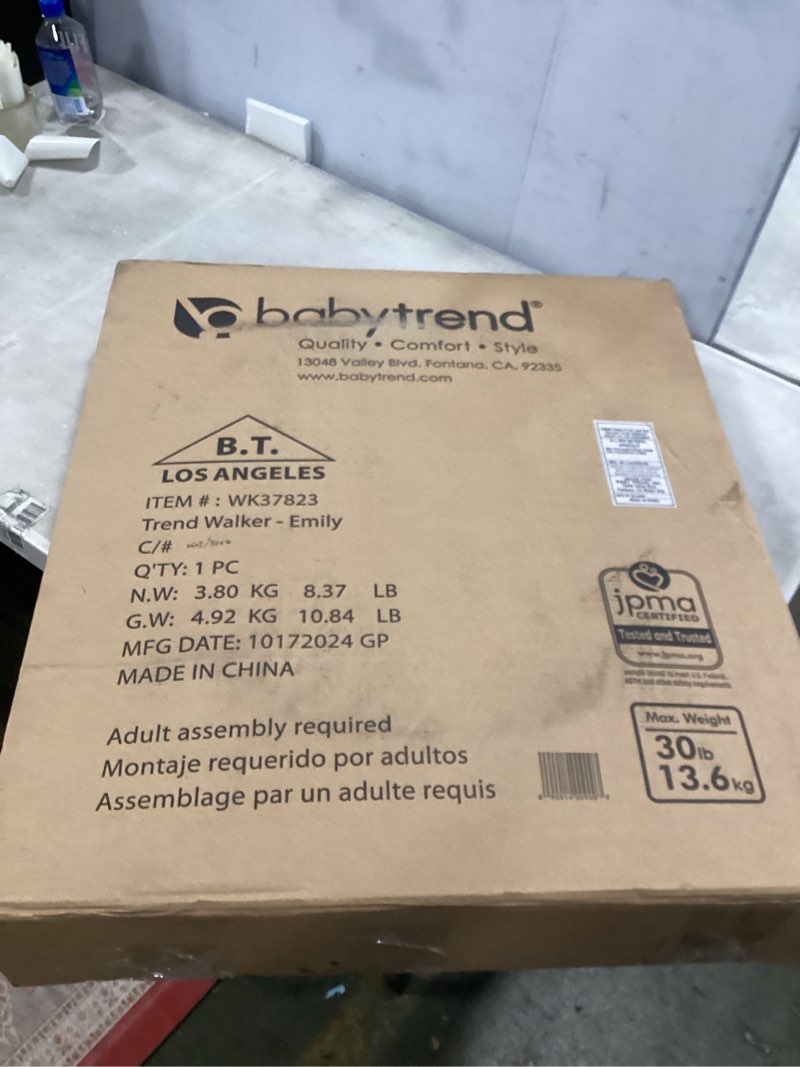 babytrend®
Quality • Comfort • Style
13048 Valley Blvd. Fontana, CA. 92335
www.babytrend.com
B.T.
LOS ANGELES
ITEM # : WK37823
Trend Walker - Emily
C/#
Q'TY: 1 PC
N.W: 3.80 KG 8.37 LB
G.W: 4.92 KG 10.84 LB
MFG DATE: 10172024 GP
MADE IN CHINA
jpma
CERTIFIED
Tested and Trusted
www.jpma.org
Max. Weight
30lb
13.6kg
Adult assembly required
Montaje requerido por adultos
Assemblage par un adulte requis